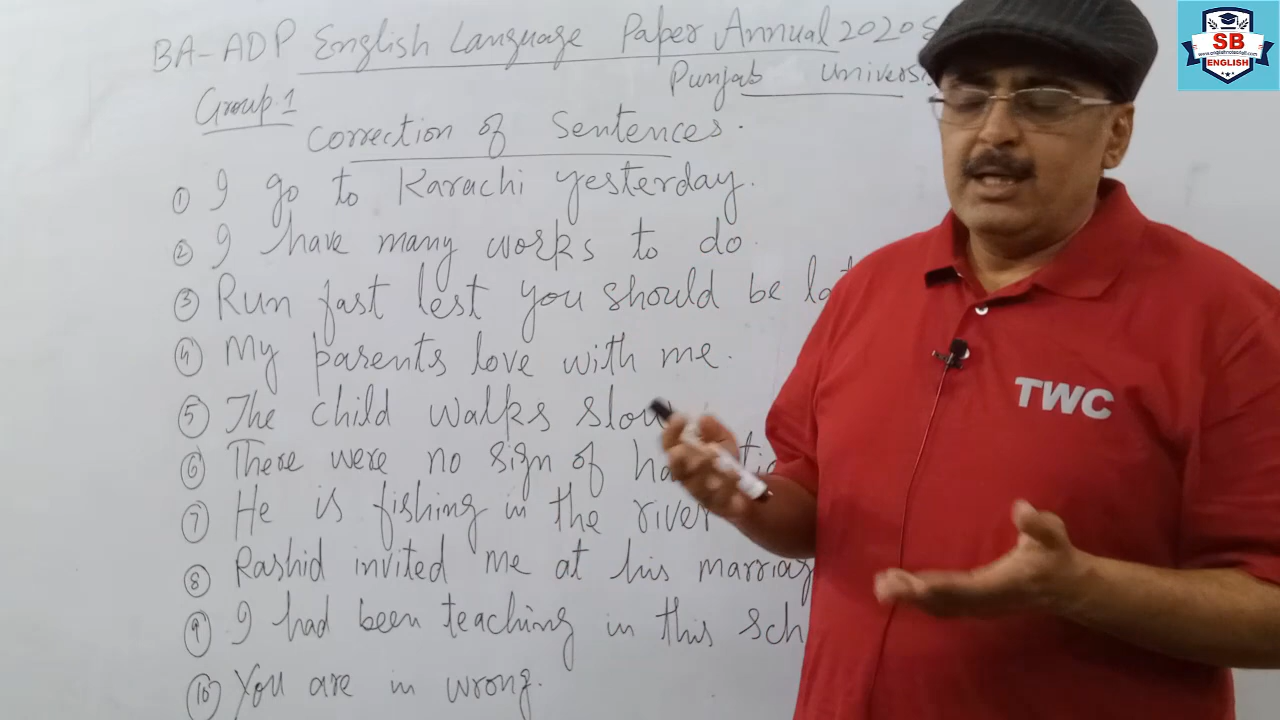 BA-ADP English Language Paper Annual 2020
Punjab
Group.1
Correction of Sentences.
① I go to Karachi yesterday.
② I have many works to do.
③ Run fast lest you should be
④ My parents love with me.
⑤ The child walks
⑥ There were no sign of
⑦ He is fishing in the river
⑧ Rashid invited me at his
⑨ I had been teaching in this
⑩ You are in wrong.
TWC
SB
ENGLISH